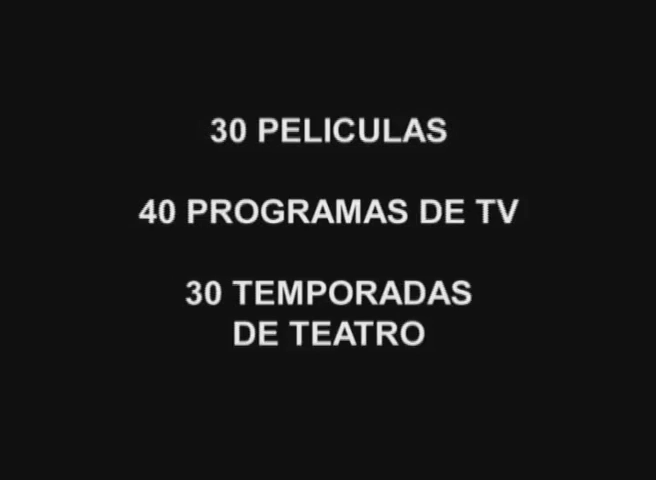 30 PELICULAS
40 PROGRAMAS DE TV
30 TEMPORADAS
DE TEATRO